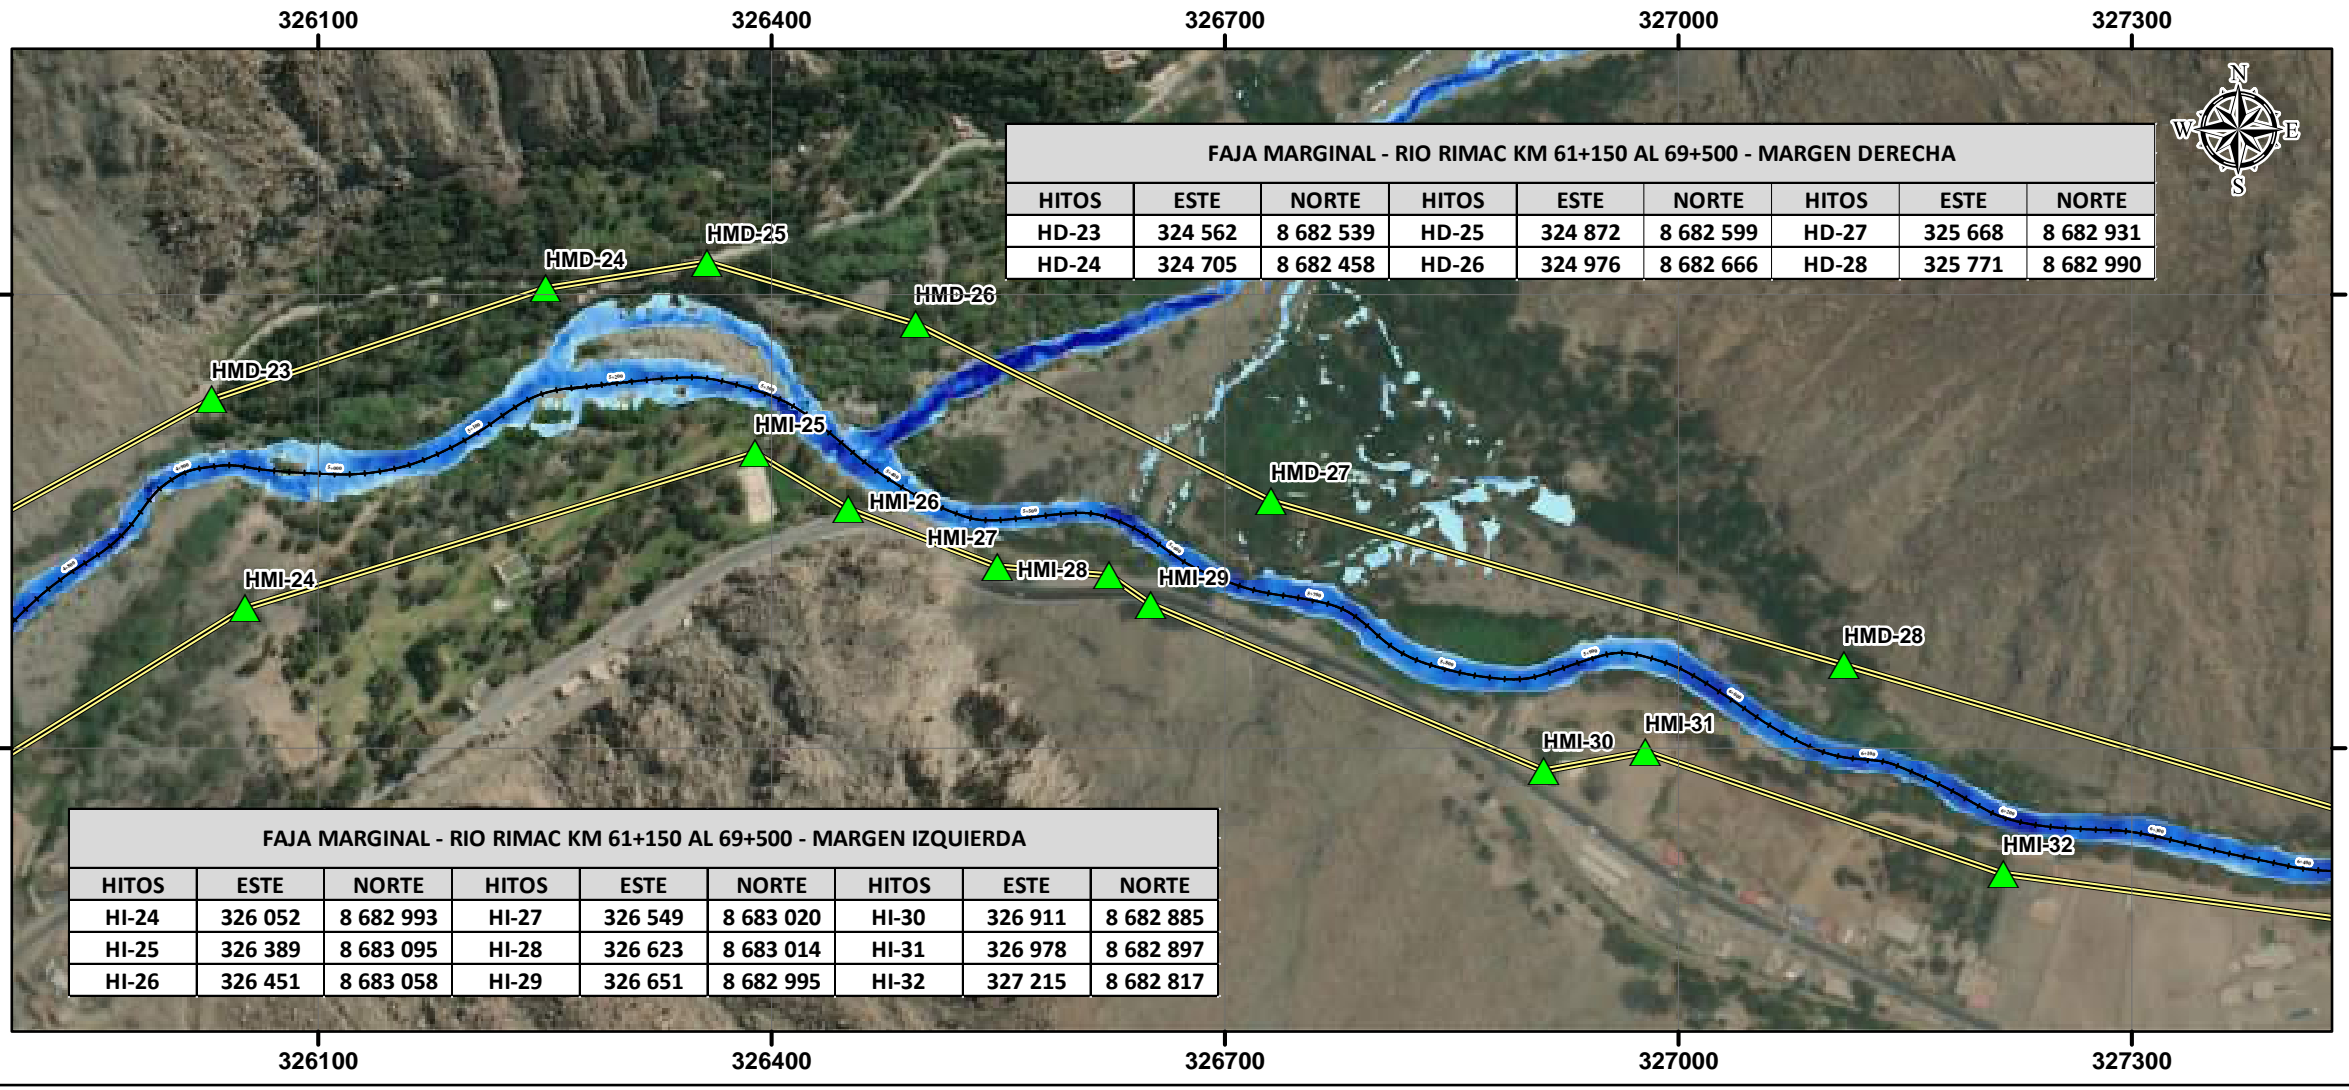 326100 326400 326700 327000 327300
N
W E
S
FAJA MARGINAL - RIO RIMAC KM 61+150 AL 69+500 - MARGEN DERECHA
HITOS ESTE NORTE HITOS ESTE NORTE HITOS ESTE NORTE
HD-23 324 562 8 682 539 HD-25 324 872 8 682 599 HD-27 325 668 8 682 931
HD-24 324 705 8 682 458 HD-26 324 976 8 682 666 HD-28 325 771 8 682 990
HMD-25
HMD-24
HMD-26
HMD-23
HMI-25
HMD-27
HMI-26
HMI-27
HMI-28
HMI-29
HMI-24
HMD-28
HMI-31
HMI-30
HMI-32
FAJA MARGINAL - RIO RIMAC KM 61+150 AL 69+500 - MARGEN IZQUIERDA
HITOS ESTE NORTE HITOS ESTE NORTE HITOS ESTE NORTE
HI-24 326 052 8 682 993 HI-27 326 549 8 683 020 HI-30 326 911 8 682 885
HI-25 326 389 8 683 095 HI-28 326 623 8 683 014 HI-31 326 978 8 682 897
HI-26 326 451 8 683 058 HI-29 326 651 8 682 995 HI-32 327 215 8 682 817
326100 326400 326700 327000 327300